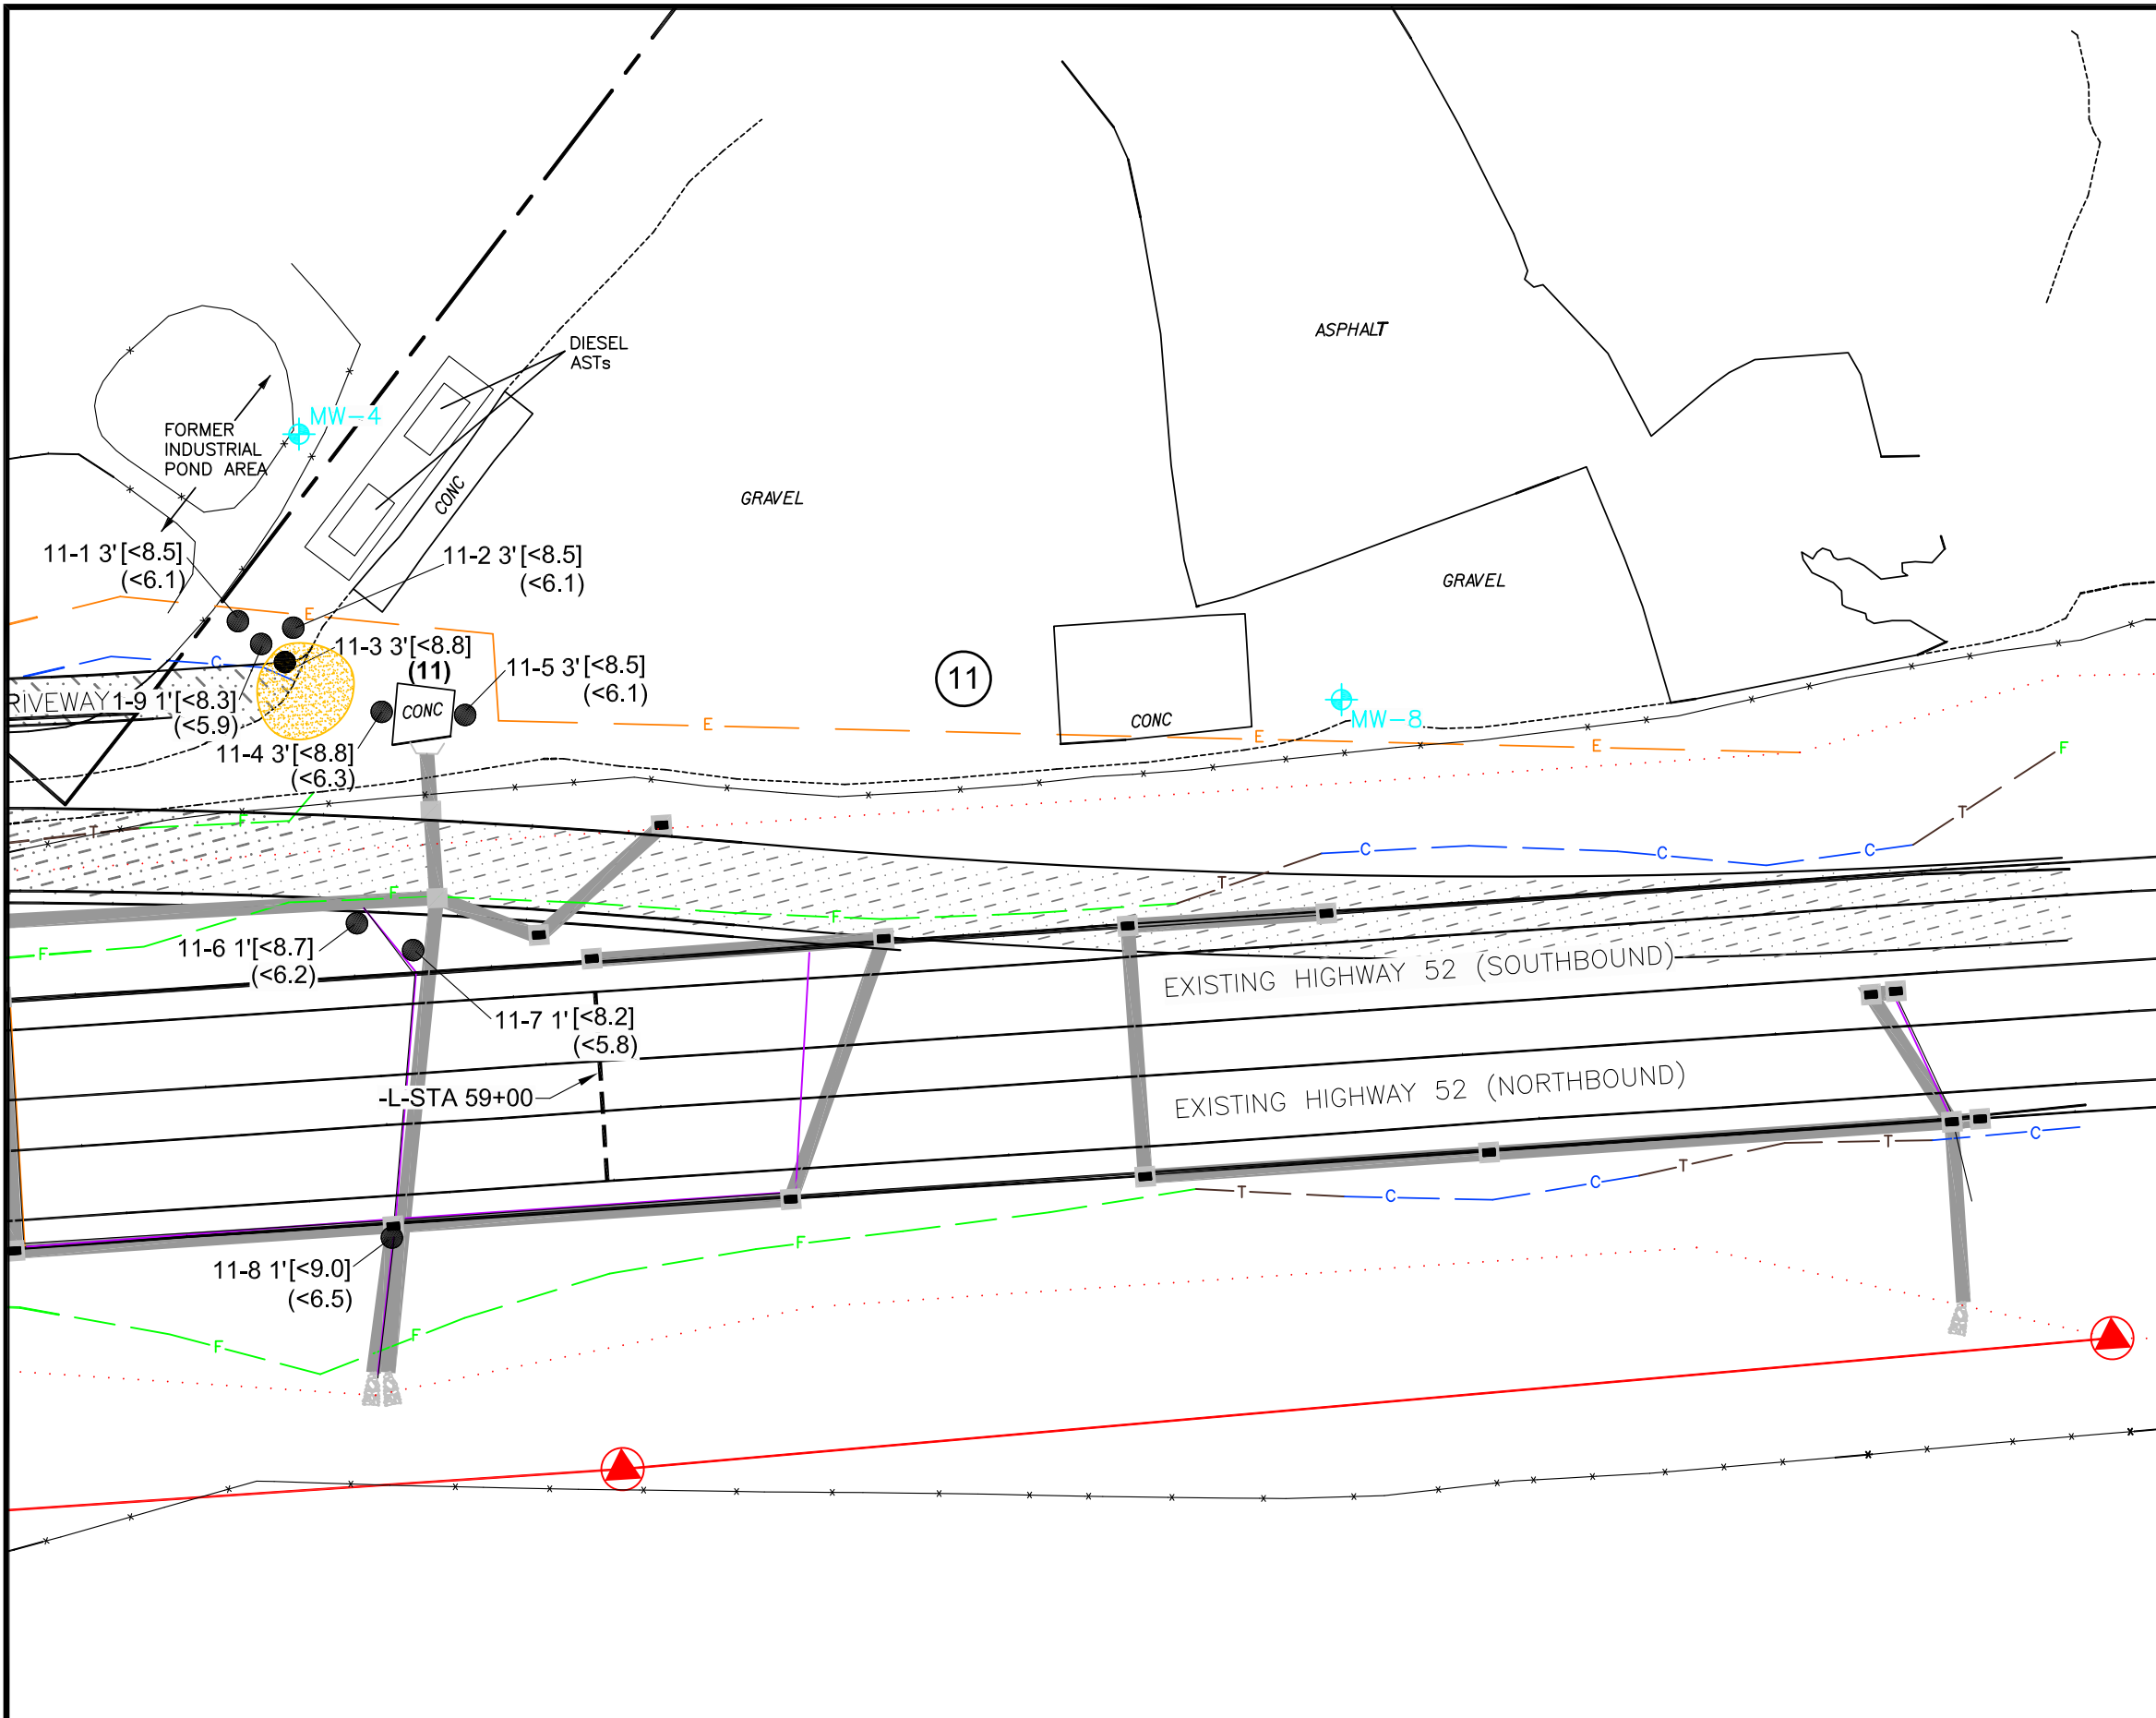 DIESEL
ASTs
ASPHALT
MW-4
FORMER
INDUSTRIAL
POND AREA
CONC
GRAVEL
11-1 3'[<8.5]
(<6.1)
11-2 3'[<8.5]
(<6.1)
GRAVEL
E
11-3 3'[<8.8]
(11)
C
11-5 3'[<8.5]
(<6.1)
11
RIVEWAY
1-9 1'[<8.3]
(<5.9)
CONC
CONC
MW-8
E
E
E
F
11-4 3'[<8.8]
(<6.3)
T
F
T
C
C
C
T
F
F
F
11-6 1'[<8.7]
(<6.2)
EXISTING HIGHWAY 52 (SOUTHBOUND)
11-7 1'[<8.2]
(<5.8)
-L-STA 59+00
EXISTING HIGHWAY 52 (NORTHBOUND)
T
C
T
C
C
T
F
11-8 1'[<9.0]
(<6.5)
F
F